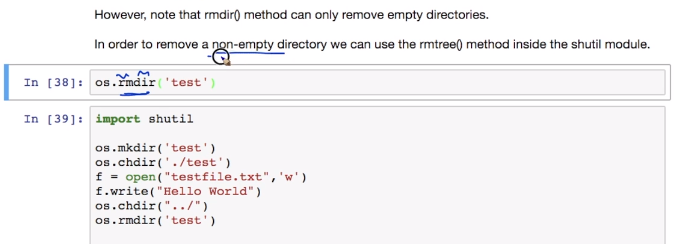 However, note that rmdir() method can only remove empty directories.
In order to remove a non-empty directory we can use the rmtree() method inside the shutil module.
In [38]: os.rmdir('test')
In [39]: import shutil
os.mkdir('test')
os.chdir('./test')
f = open("testfile.txt",'w')
f.write("Hello World")
os.chdir("../")
os.rmdir('test')